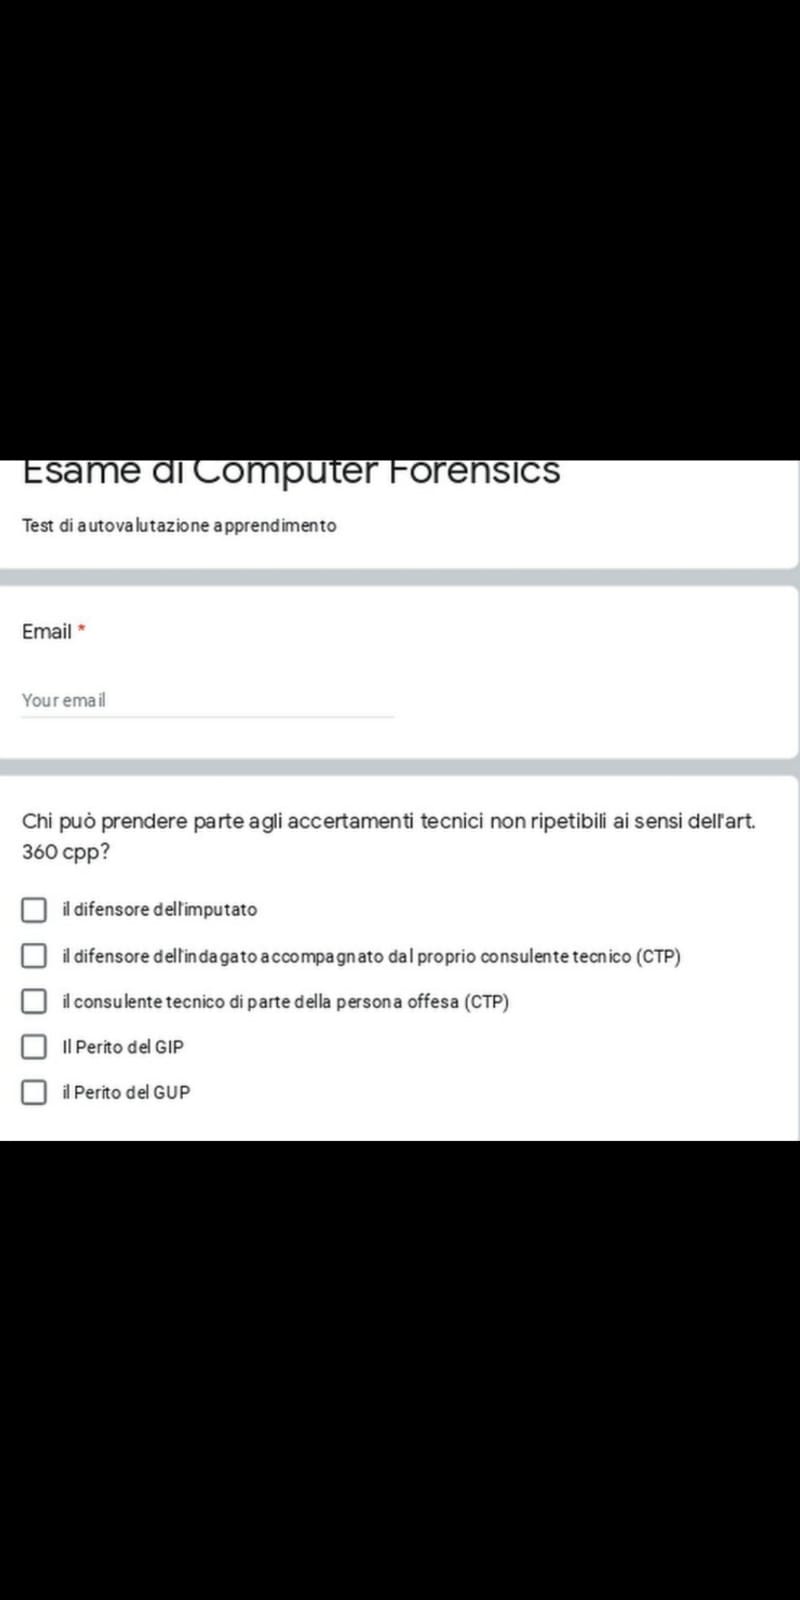 Esame di Computer Forensics
Test di autovalutazione apprendimento
Email *
Your email
Chi può prendere parte agli accertamenti tecnici non ripetibili ai sensi dell'art.
360 cpp?
il difensore dell'imputato
il difensore dell'indagato accompagnato dal proprio consulente tecnico (CTP)
il consulente tecnico di parte della persona offesa (CTP)
Il Perito del GIP
il Perito del GUP